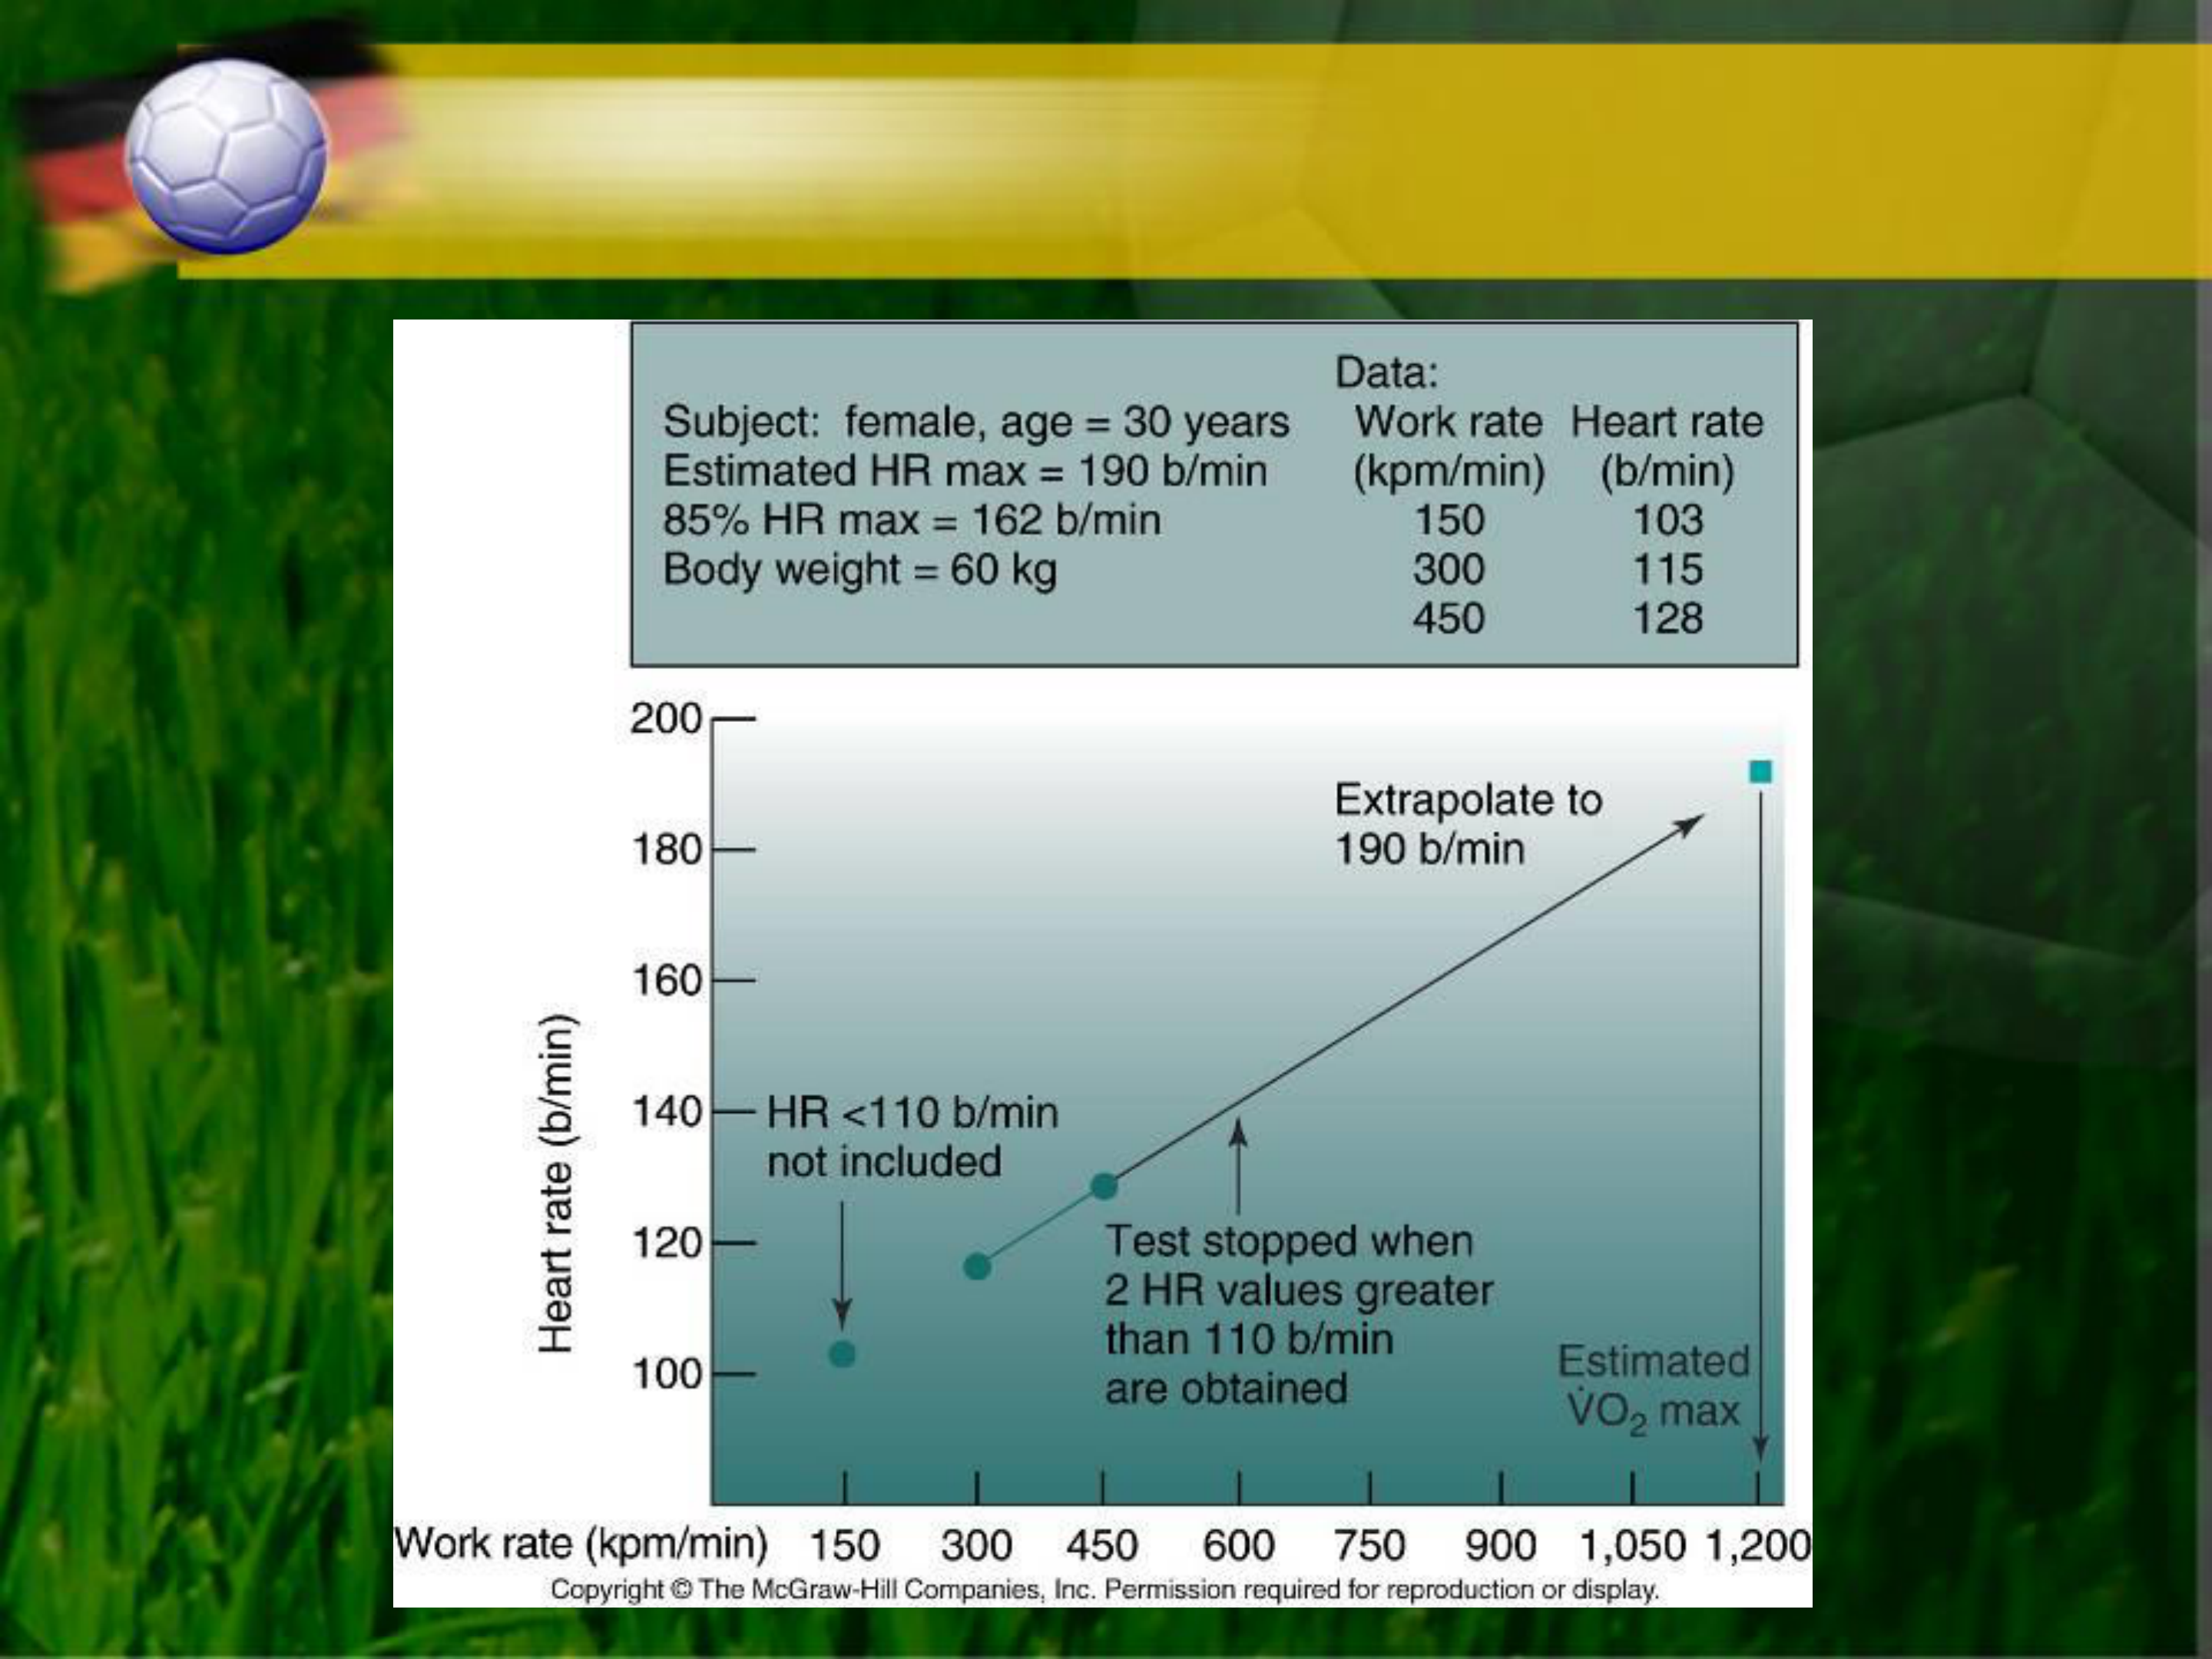 Data:
Subject: female, age = 30 years Work rate Heart rate
Estimated HR max = 190 b/min (kpm/min) (b/min)
85% HR max = 162 b/min 150 103
Body weight = 60 kg 300 115
450 128
200
Extrapolate to
190 b/min
180
160
Heart rate (b/min)
140
HR <110 b/min
not included
120
Test stopped when
2 HR values greater
than 110 b/min
are obtained
100
Estimated
V̇O₂ max
Work rate (kpm/min) 150 300 450 600 750 900 1,050 1,200
Copyright © The McGraw-Hill Companies, Inc. Permission required for reproduction or display.